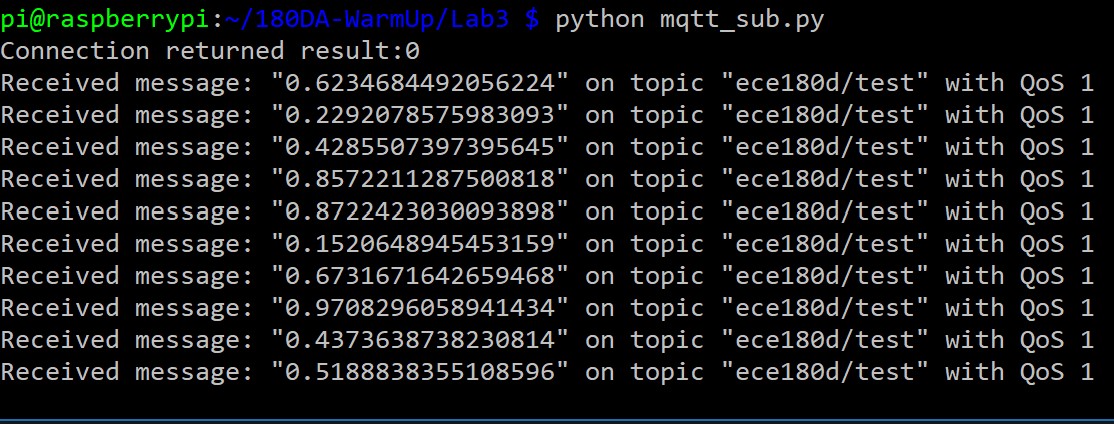 pi@raspberrypi:~/180DA-WarmUp/Lab3 $ python mqtt_sub.py
Connection returned result:0
Received message: "0.6234684492056224" on topic "ece180d/test" with QoS 1
Received message: "0.2292078575983093" on topic "ece180d/test" with QoS 1
Received message: "0.4285507397395645" on topic "ece180d/test" with QoS 1
Received message: "0.8572211287500818" on topic "ece180d/test" with QoS 1
Received message: "0.8722423030093898" on topic "ece180d/test" with QoS 1
Received message: "0.1520648945453159" on topic "ece180d/test" with QoS 1
Received message: "0.6731671642659468" on topic "ece180d/test" with QoS 1
Received message: "0.9708296058941434" on topic "ece180d/test" with QoS 1
Received message: "0.4373638738230814" on topic "ece180d/test" with QoS 1
Received message: "0.5188838355108596" on topic "ece180d/test" with QoS 1